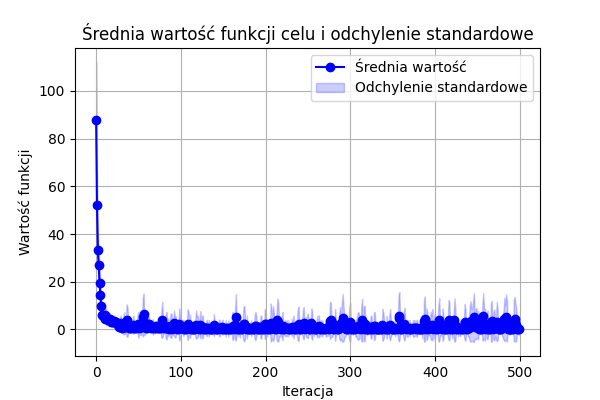 Średnia wartość funkcji celu i odchylenie standardowe
Średnia wartość
Odchylenie standardowe
Wartość funkcji
100
80
60
40
20
0
0 100 200 300 400 500
Iteracja